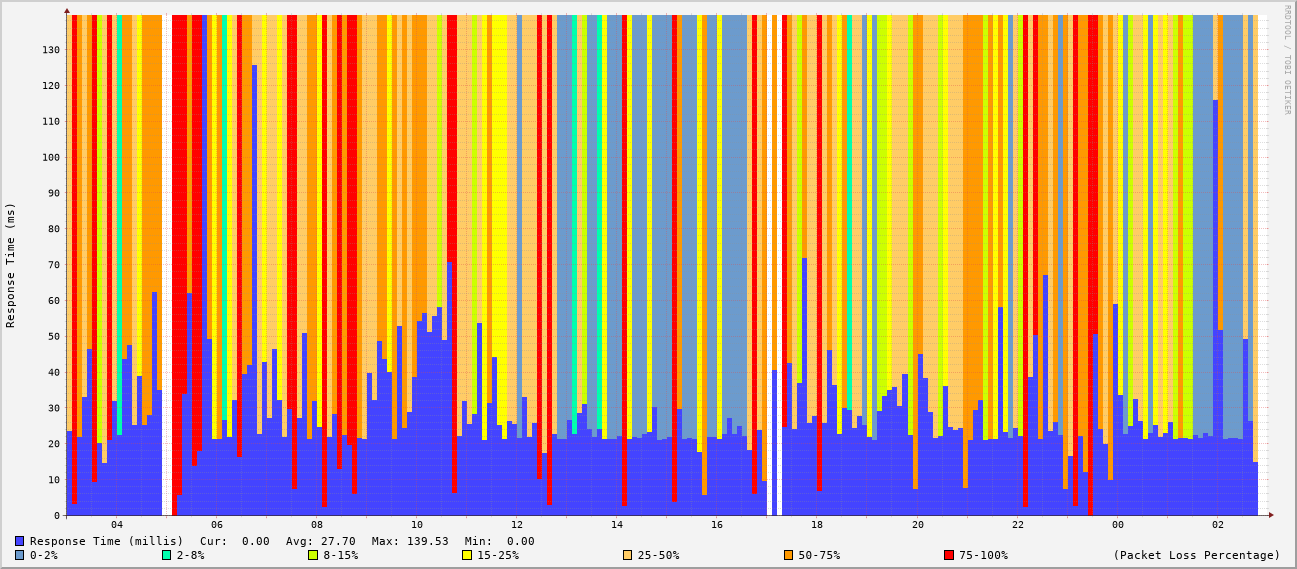 RRDTOOL / TOBI OETIKER
Response Time (ms)
130
120
110
100
90
80
70
60
50
40
30
20
10
0
04 06 08 10 12 14 16 18 20 22 00 02
Response Time (millis) Cur: 0.00 Avg: 27.70 Max: 139.53 Min: 0.00
0-2% 2-8% 8-15% 15-25% 25-50% 50-75% 75-100% (Packet Loss Percentage)